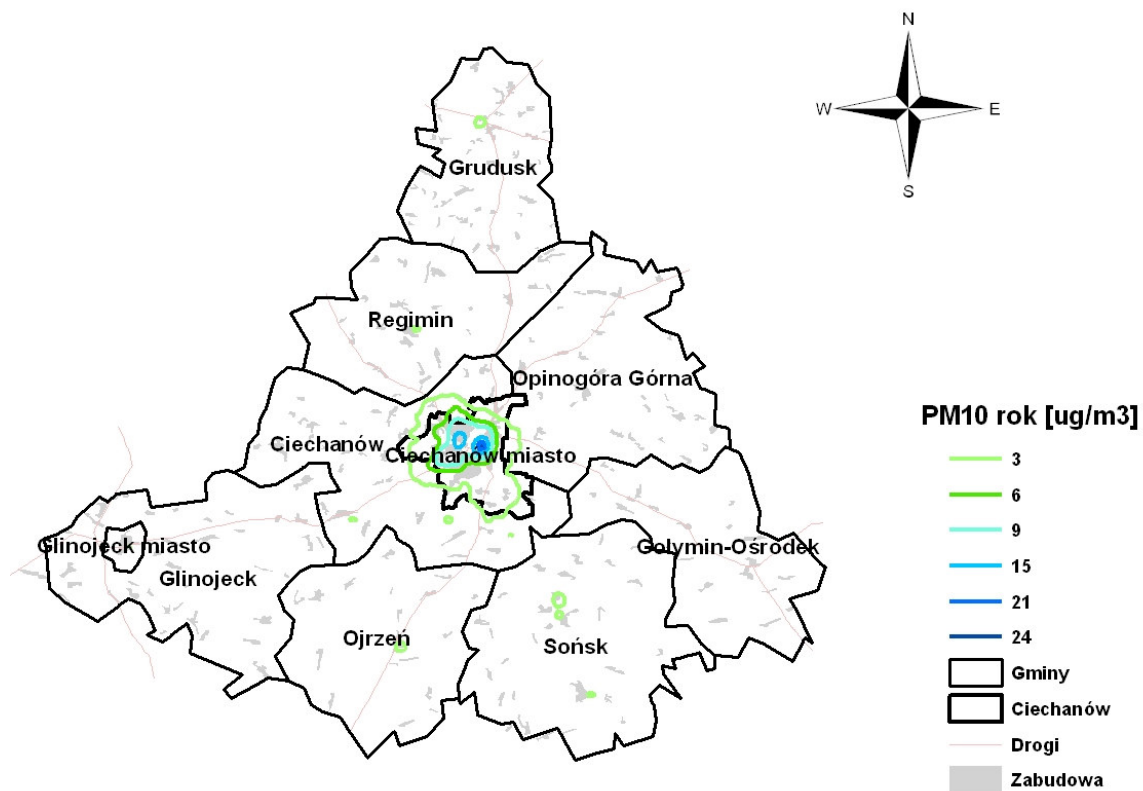 N
W E
S
Grudusk
Regimin
Opinogóra Górna
Ciechanów
Ciechanów miasto
Glinojeck miasto
Glinojeck
Gołymin-Ośrodek
Ojrzeń
Sońsk
PM10 rok [ug/m3]
3
6
9
15
21
24
Gminy
Ciechanów
Drogi
Zabudowa